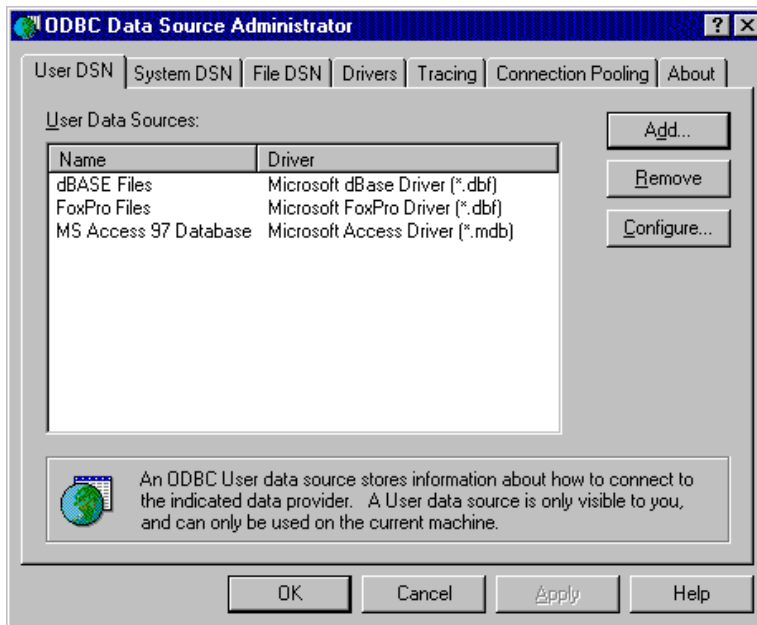 ODBC Data Source Administrator
User DSN System DSN File DSN Drivers Tracing Connection Pooling About
User Data Sources:
Add...
Name Driver
dBASE Files Microsoft dBase Driver (*.dbf)
Remove
FoxPro Files Microsoft FoxPro Driver (*.dbf)
MS Access 97 Database Microsoft Access Driver (*.mdb)
Configure...
An ODBC User data source stores information about how to connect to
the indicated data provider. A User data source is only visible to you,
and can only be used on the current machine.
OK Cancel Apply Help